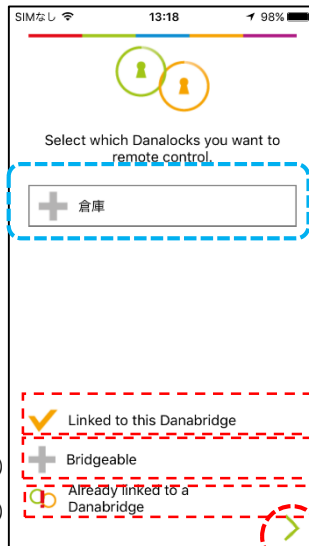 SIMなし 13:18 98%
Select which Danalocks you want to
remote control.
倉庫
Linked to this Danabridge
Bridgeable
Already linked to a
Danabridge
)
)